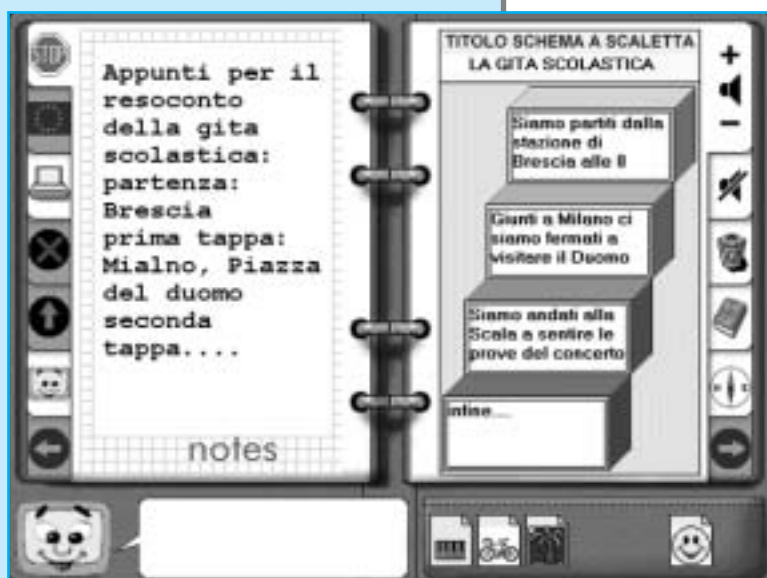 STOP
Appunti per il
resoconto
della gita
scolastica:
partenza:
Brescia
prima tappa:
Mialno, Piazza
del duomo
seconda
tappa....
notes
TITOLO SCHEMA A SCALETTA
LA GITA SCOLASTICA
Siamo partiti dalla
stazione di
Brescia alle 8
Giunti a Milano ci
siamo fermati a
visitare il Duomo
Siamo andati alla
Scala a sentire le
prove del concerto
infine....